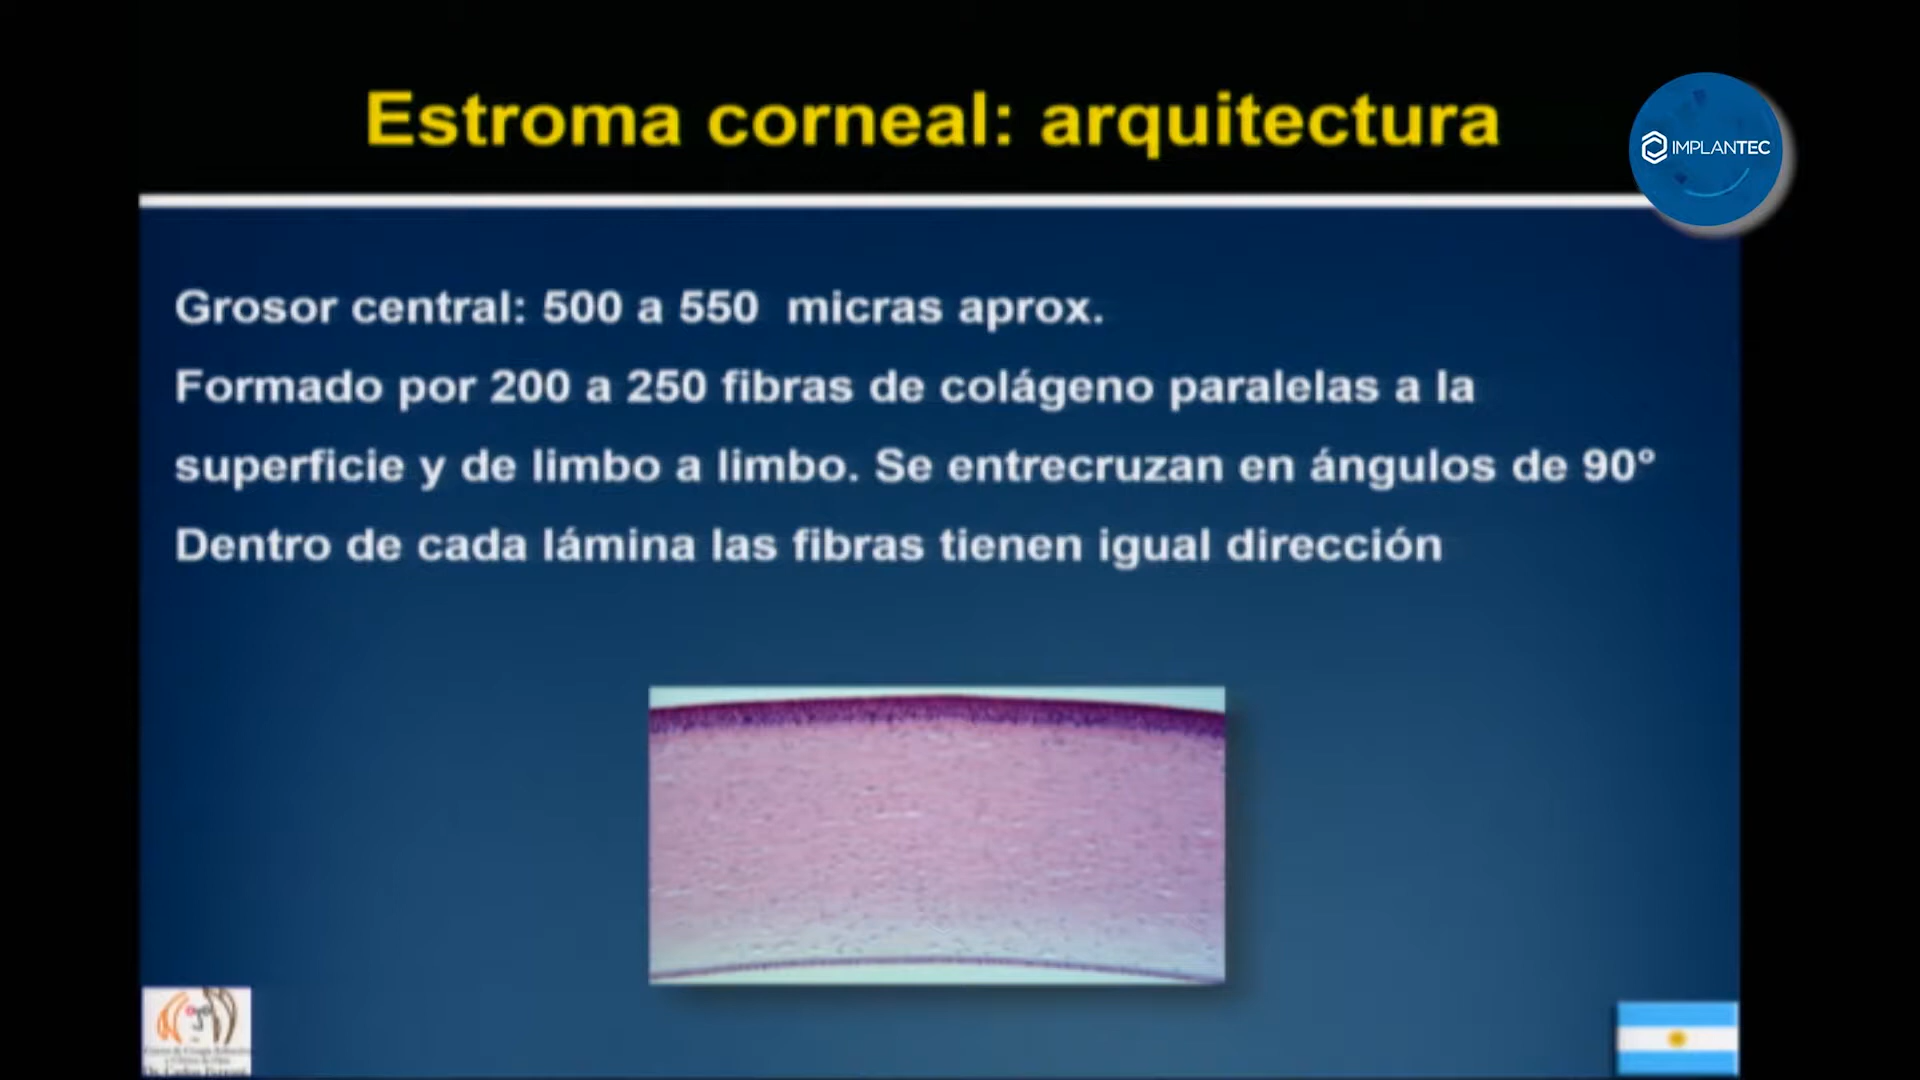 Estroma corneal: arquitectura
IMPLANTEC
Grosor central: 500 a 550 micras aprox.
Formado por 200 a 250 fibras de colágeno paralelas a la
superficie y de limbo a limbo. Se entrecruzan en ángulos de 90°
Dentro de cada lámina las fibras tienen igual dirección